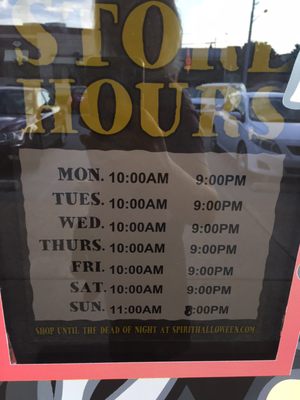 STORE
HOURS
MON. 10:00AM 9:00PM
TUES. 10:00AM 9:00PM
WED. 10:00AM 9:00PM
THURS. 10:00AM 9:00PM
FRI. 10:00AM 9:00PM
SAT. 10:00AM 9:00PM
SUN. 11:00AM 8:00PM
SHOP UNTIL THE DEAD OF NIGHT AT SPIRITHALLOWEEN.COM